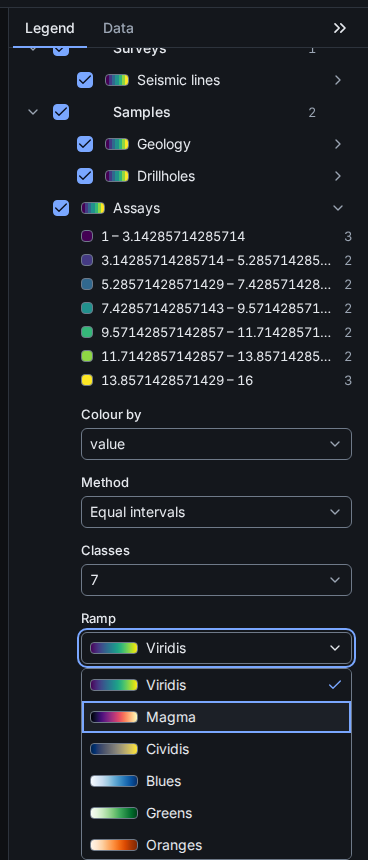 Legend Data
Surveys 1
Seismic lines
Samples 2
Geology
Drillholes
Assays
1 – 3.14285714285714 3
3.14285714285714 – 5.285714285... 2
5.28571428571429 – 7.428571428... 2
7.42857142857143 – 9.571428571... 2
9.57142857142857 – 11.71428571... 2
11.7142857142857 – 13.85714285... 2
13.8571428571429 – 16 3
Colour by
value
Method
Equal intervals
Classes
7
Ramp
Viridis
Viridis
Magma
Cividis
Blues
Greens
Oranges